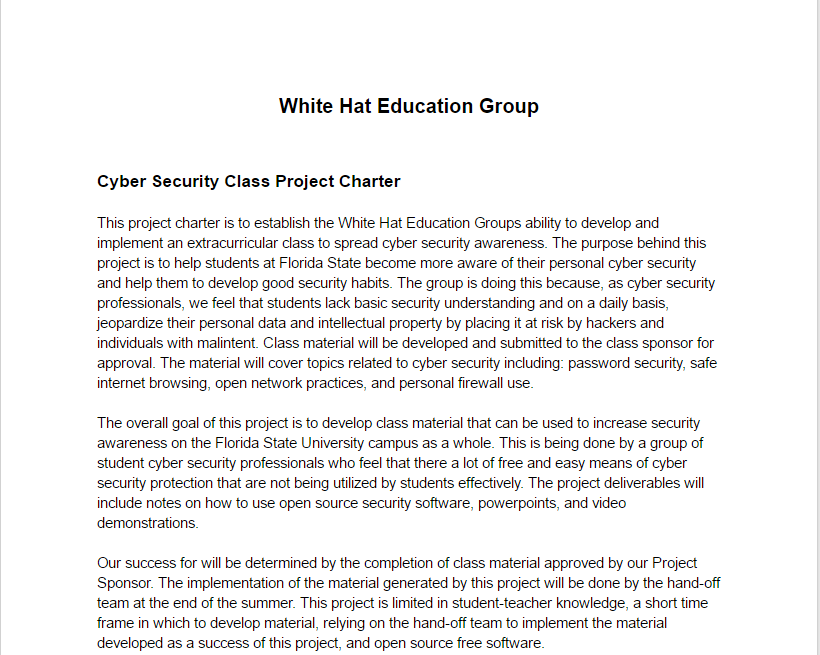 White Hat Education Group
Cyber Security Class Project Charter
This project charter is to establish the White Hat Education Groups ability to develop and
implement an extracurricular class to spread cyber security awareness. The purpose behind this
project is to help students at Florida State become more aware of their personal cyber security
and help them to develop good security habits. The group is doing this because, as cyber security
professionals, we feel that students lack basic security understanding and on a daily basis,
jeopardize their personal data and intellectual property by placing it at risk by hackers and
individuals with malintent. Class material will be developed and submitted to the class sponsor for
approval. The material will cover topics related to cyber security including: password security, safe
internet browsing, open network practices, and personal firewall use.
The overall goal of this project is to develop class material that can be used to increase security
awareness on the Florida State University campus as a whole. This is being done by a group of
student cyber security professionals who feel that there a lot of free and easy means of cyber
security protection that are not being utilized by students effectively. The project deliverables will
include notes on how to use open source security software, powerpoints, and video
demonstrations.
Our success for will be determined by the completion of class material approved by our Project
Sponsor. The implementation of the material generated by this project will be done by the hand-off
team at the end of the summer. This project is limited in student-teacher knowledge, a short time
frame in which to develop material, relying on the hand-off team to implement the material
developed as a success of this project, and open source free software.